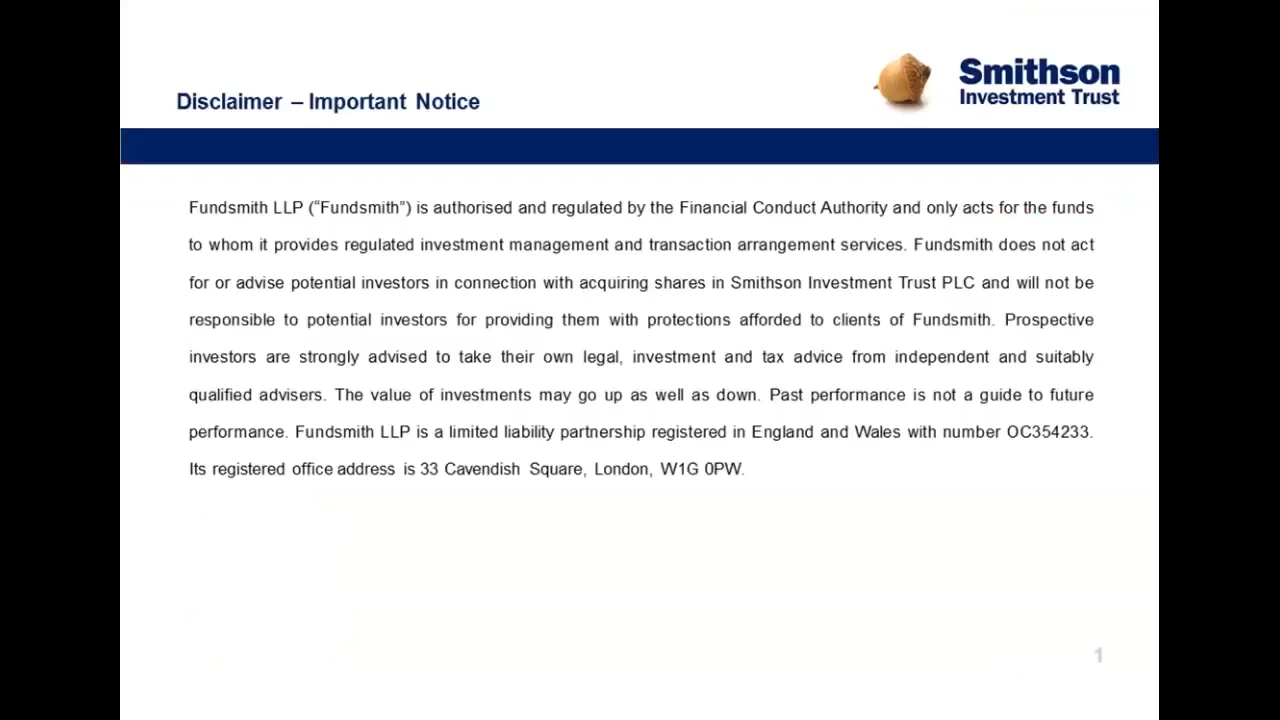 Disclaimer – Important Notice
Smithson
Investment Trust
Fundsmith LLP (“Fundsmith”) is authorised and regulated by the Financial Conduct Authority and only acts for the funds
to whom it provides regulated investment management and transaction arrangement services. Fundsmith does not act
for or advise potential investors in connection with acquiring shares in Smithson Investment Trust PLC and will not be
responsible to potential investors for providing them with protections afforded to clients of Fundsmith. Prospective
investors are strongly advised to take their own legal, investment and tax advice from independent and suitably
qualified advisers. The value of investments may go up as well as down. Past performance is not a guide to future
performance. Fundsmith LLP is a limited liability partnership registered in England and Wales with number OC354233.
Its registered office address is 33 Cavendish Square, London, W1G 0PW.
1